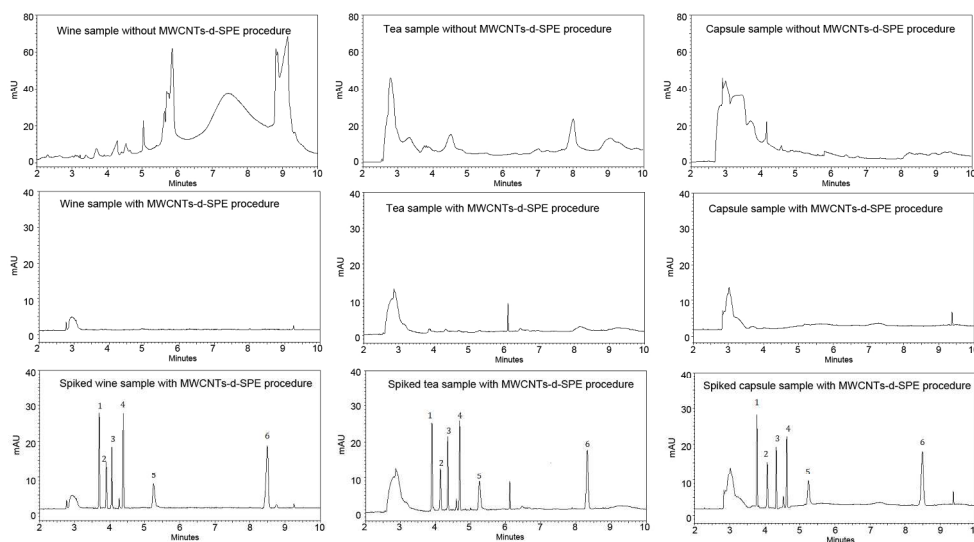 Wine sample without MWCNTs-d-SPE procedure
80
60
40
20
0
mAU
2 3 4 5 6 7 8 9 10
Minutes
Tea sample without MWCNTs-d-SPE procedure
80
60
40
20
0
mAU
2 3 4 5 6 7 8 9 10
Minutes
Capsule sample without MWCNTs-d-SPE procedure
80
60
40
20
0
mAU
2 3 4 5 6 7 8 9 10
Minutes
Wine sample with MWCNTs-d-SPE procedure
40
30
20
10
0
mAU
2 3 4 5 6 7 8 9 10
Minutes
Tea sample with MWCNTs-d-SPE procedure
40
30
20
10
0
mAU
2 3 4 5 6 7 8 9 10
Minutes
Capsule sample with MWCNTs-d-SPE procedure
40
30
20
10
0
mAU
2 3 4 5 6 7 8 9 10
Minutes
Spiked wine sample with MWCNTs-d-SPE procedure
40
30
20
10
0
mAU
1 2 3 4 5 6
2 3 4 5 6 7 8 9 10
Minutes
Spiked tea sample with MWCNTs-d-SPE procedure
40
30
20
10
0
mAU
1 2 3 4 5 6
2 3 4 5 6 7 8 9 10
Minutes
Spiked capsule sample with MWCNTs-d-SPE procedure
40
30
20
10
0
mAU
1 2 3 4 5 6
2 3 4 5 6 7 8 9 10
Minutes